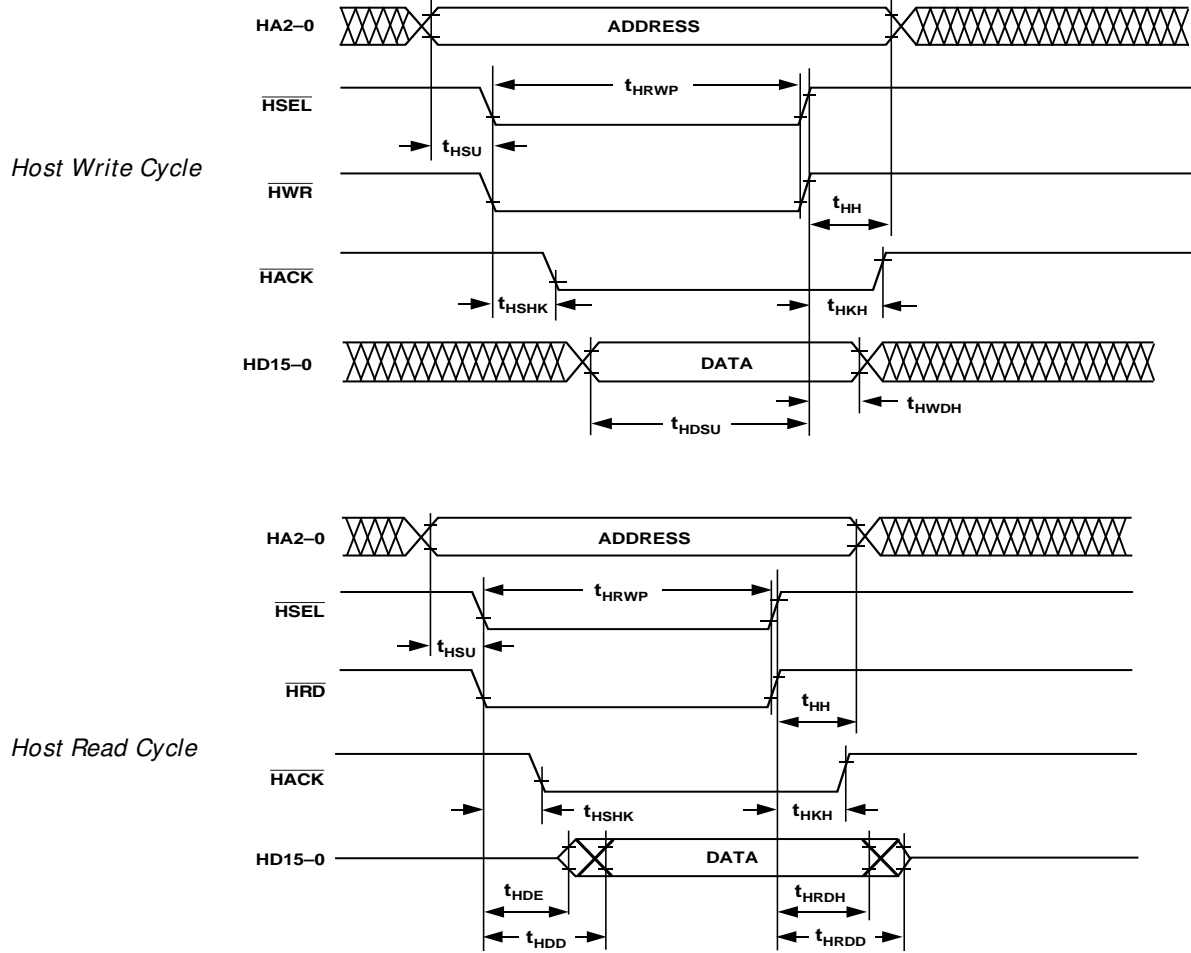 HA2–0
ADDRESS
HSEL
tHRWP
tHSU
Host Write Cycle
HWR
tHH
HACK
tHSHK
tHKH
HD15–0
DATA
tHWDH
tHDSU
HA2–0
ADDRESS
HSEL
tHRWP
tHSU
HRD
tHH
Host Read Cycle
HACK
tHSHK
tHKH
HD15–0
DATA
tHDE
tHRDH
tHDD
tHRDD